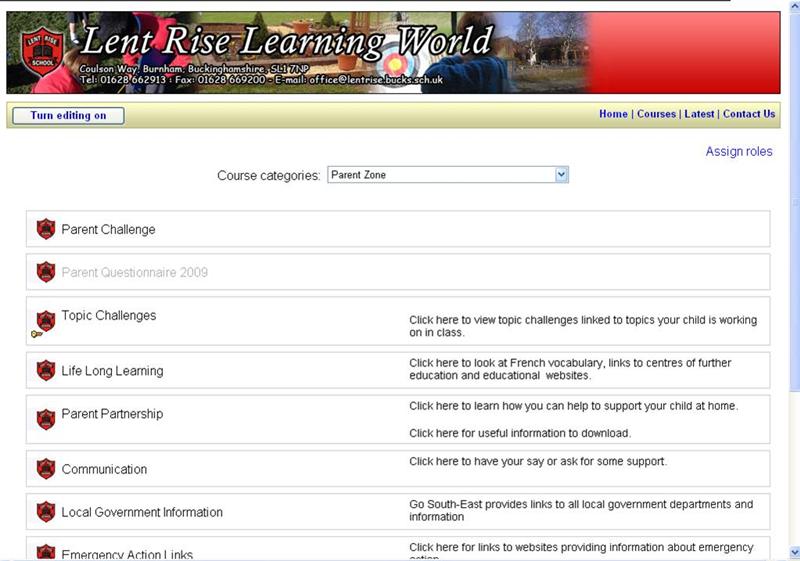 Lent Rise Learning World
LENT RISE
SCHOOL
Coulson Way, Burnham, Buckinghamshire, SL1 7NP
Tel: 01628 662913 : Fax: 01628 669200 - E-mail: office@lentrise.bucks.sch.uk
Turn editing on
Home | Courses | Latest | Contact Us
Assign roles
Course categories: Parent Zone
Parent Challenge
Parent Questionnaire 2009
Topic Challenges
Click here to view topic challenges linked to topics your child is working
on in class.
Life Long Learning
Click here to look at French vocabulary, links to centres of further
education and educational websites.
Parent Partnership
Click here to learn how you can help to support your child at home.
Click here for useful information to download.
Communication
Click here to have your say or ask for some support.
Local Government Information
Go South-East provides links to all local government departments and
information
Emergency Action Links
Click here for links to websites providing information about emergency
action